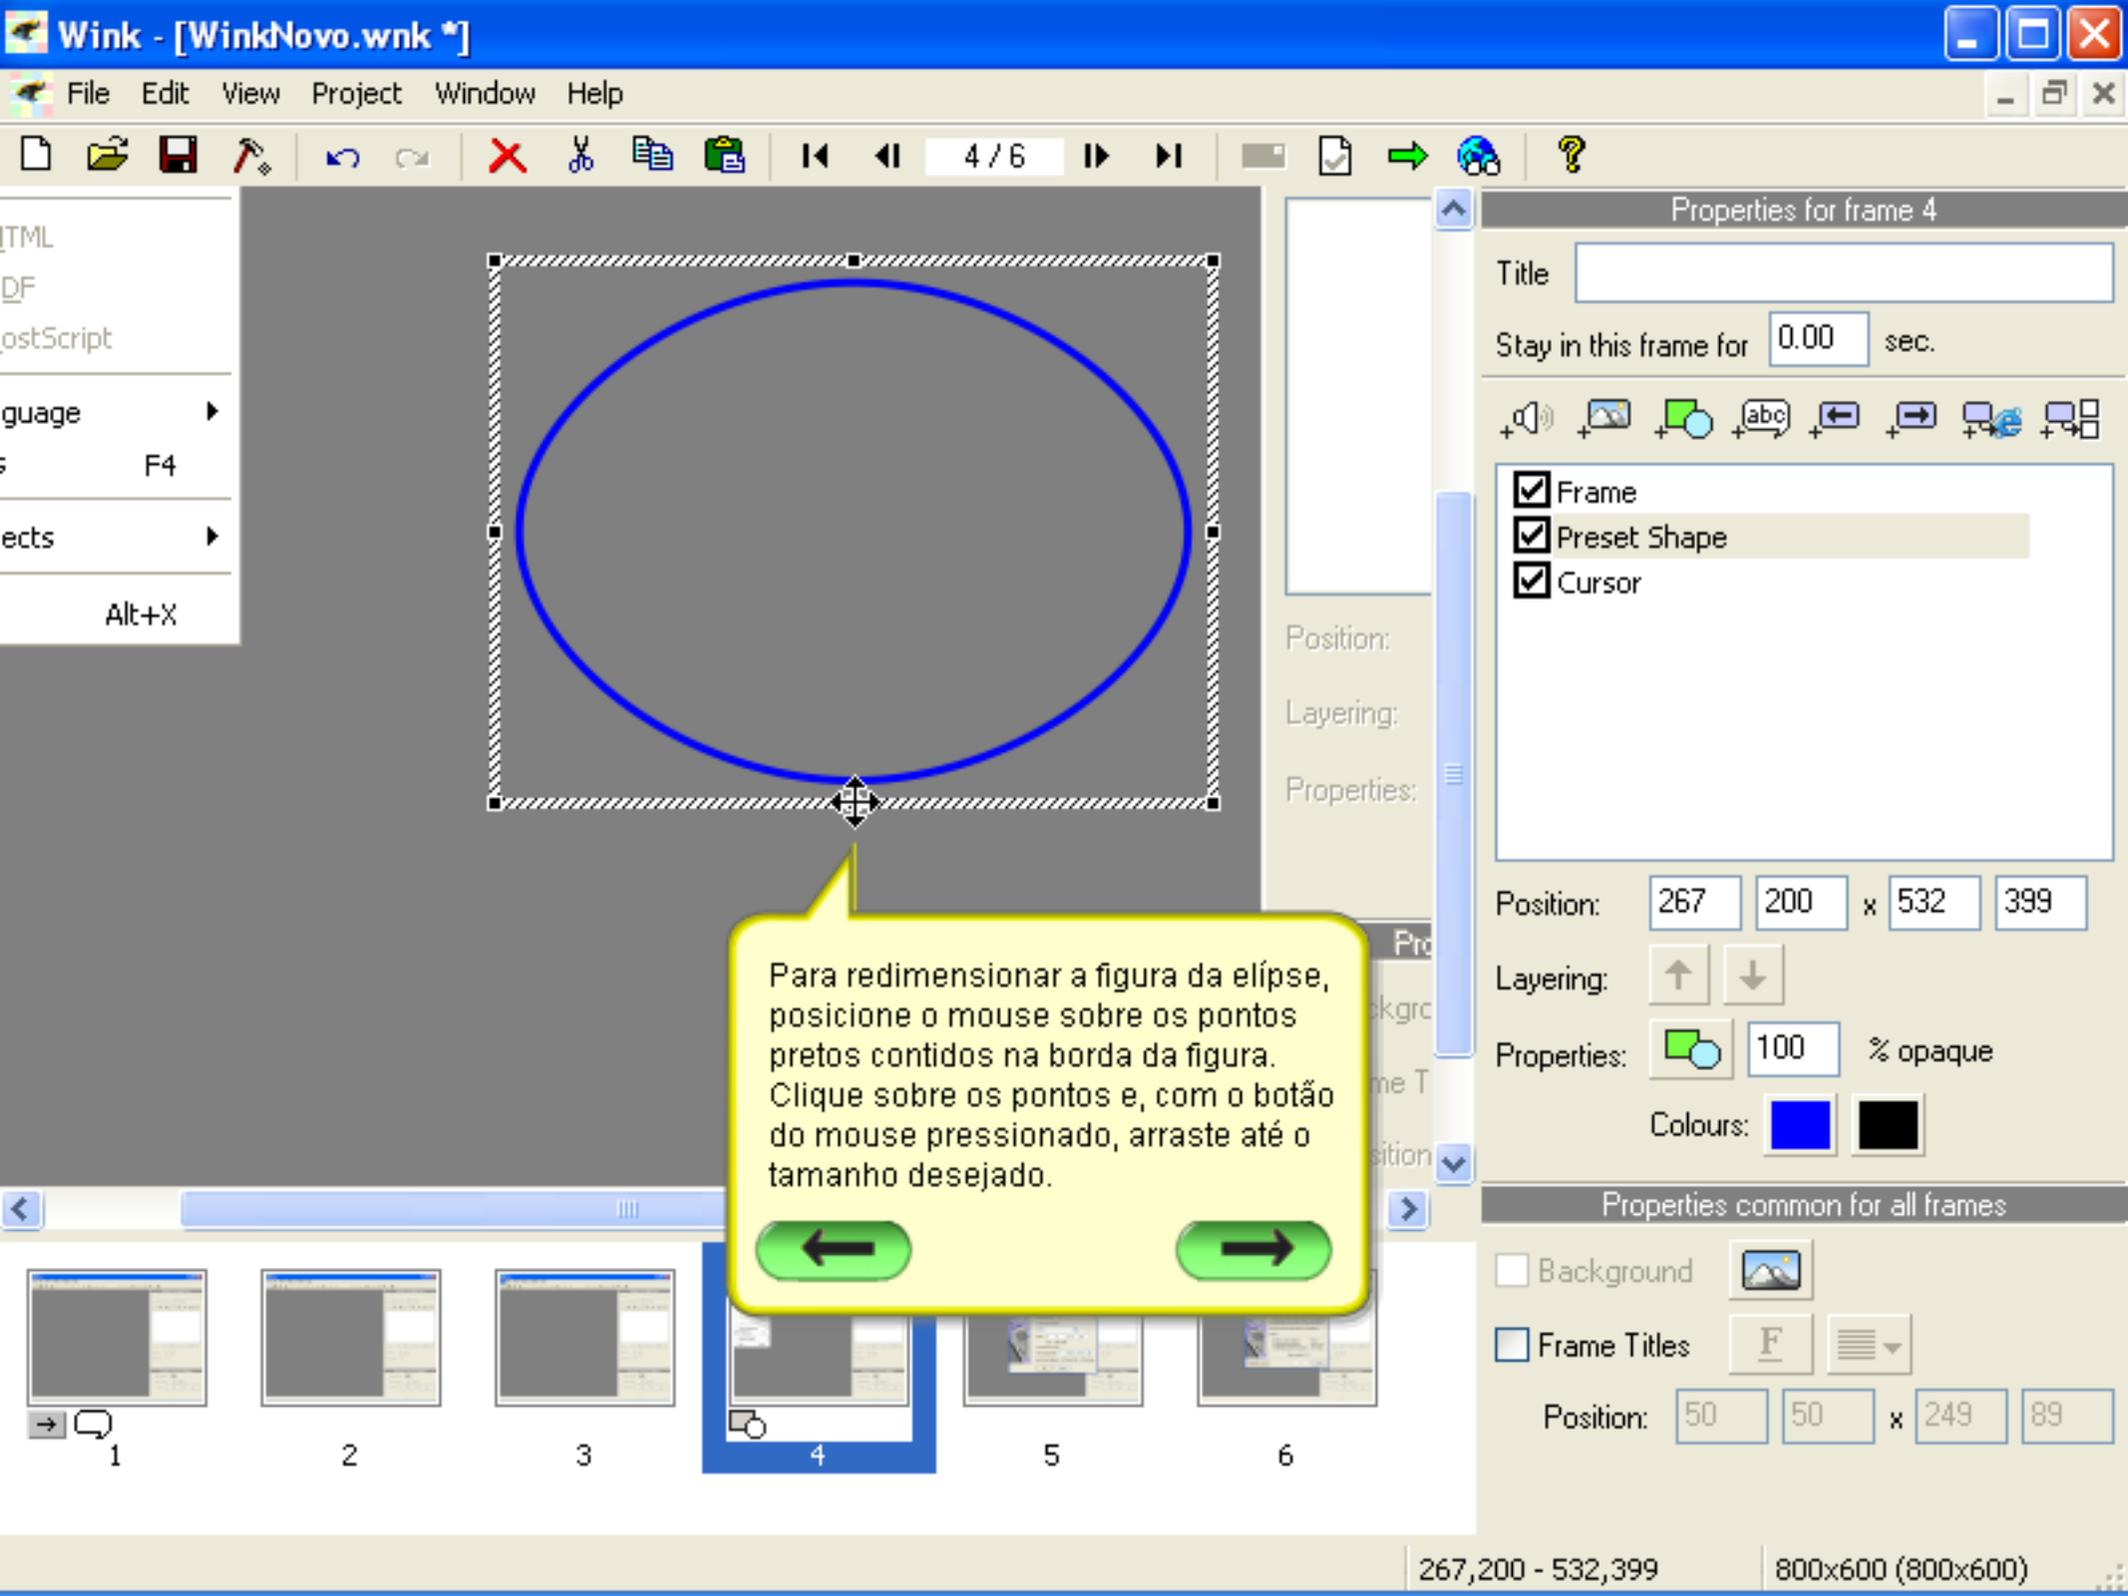 Wink - [WinkNovo.wnk *]
File Edit View Project Window Help
4 / 6
TML
DF
ostScript
guage
s F4
ects
Alt+X
Position:
Layering:
Properties:
Pro
ckgro
me T
sition
Properties for frame 4
Title
Stay in this frame for 0.00 sec.
abc
Frame
Preset Shape
Cursor
Position: 267 200 x 532 399
Layering:
Properties: 100 % opaque
Colours:
Para redimensionar a figura da elípse,
posicione o mouse sobre os pontos
pretos contidos na borda da figura.
Clique sobre os pontos e, com o botão
do mouse pressionado, arraste até o
tamanho desejado.
Properties common for all frames
Background
Frame Titles F
Position: 50 50 x 249 89
1 2 3 4 5 6
267,200 - 532,399 800x600 (800x600)